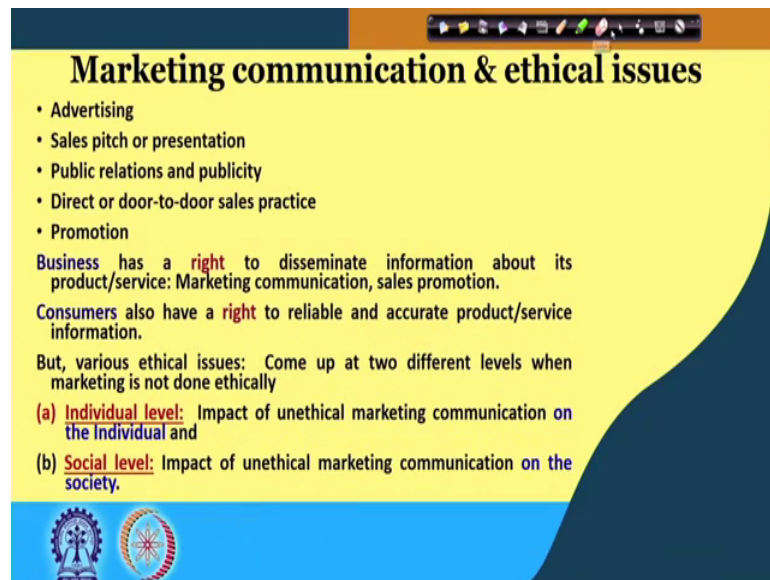 Marketing communication & ethical issues
• Advertising
• Sales pitch or presentation
• Public relations and publicity
• Direct or door-to-door sales practice
• Promotion
Business has a right to disseminate information about its
product/service: Marketing communication, sales promotion.
Consumers also have a right to reliable and accurate product/service
information.
But, various ethical issues: Come up at two different levels when
marketing is not done ethically
(a) Individual level: Impact of unethical marketing communication on
the Individual and
(b) Social level: Impact of unethical marketing communication on the
society.